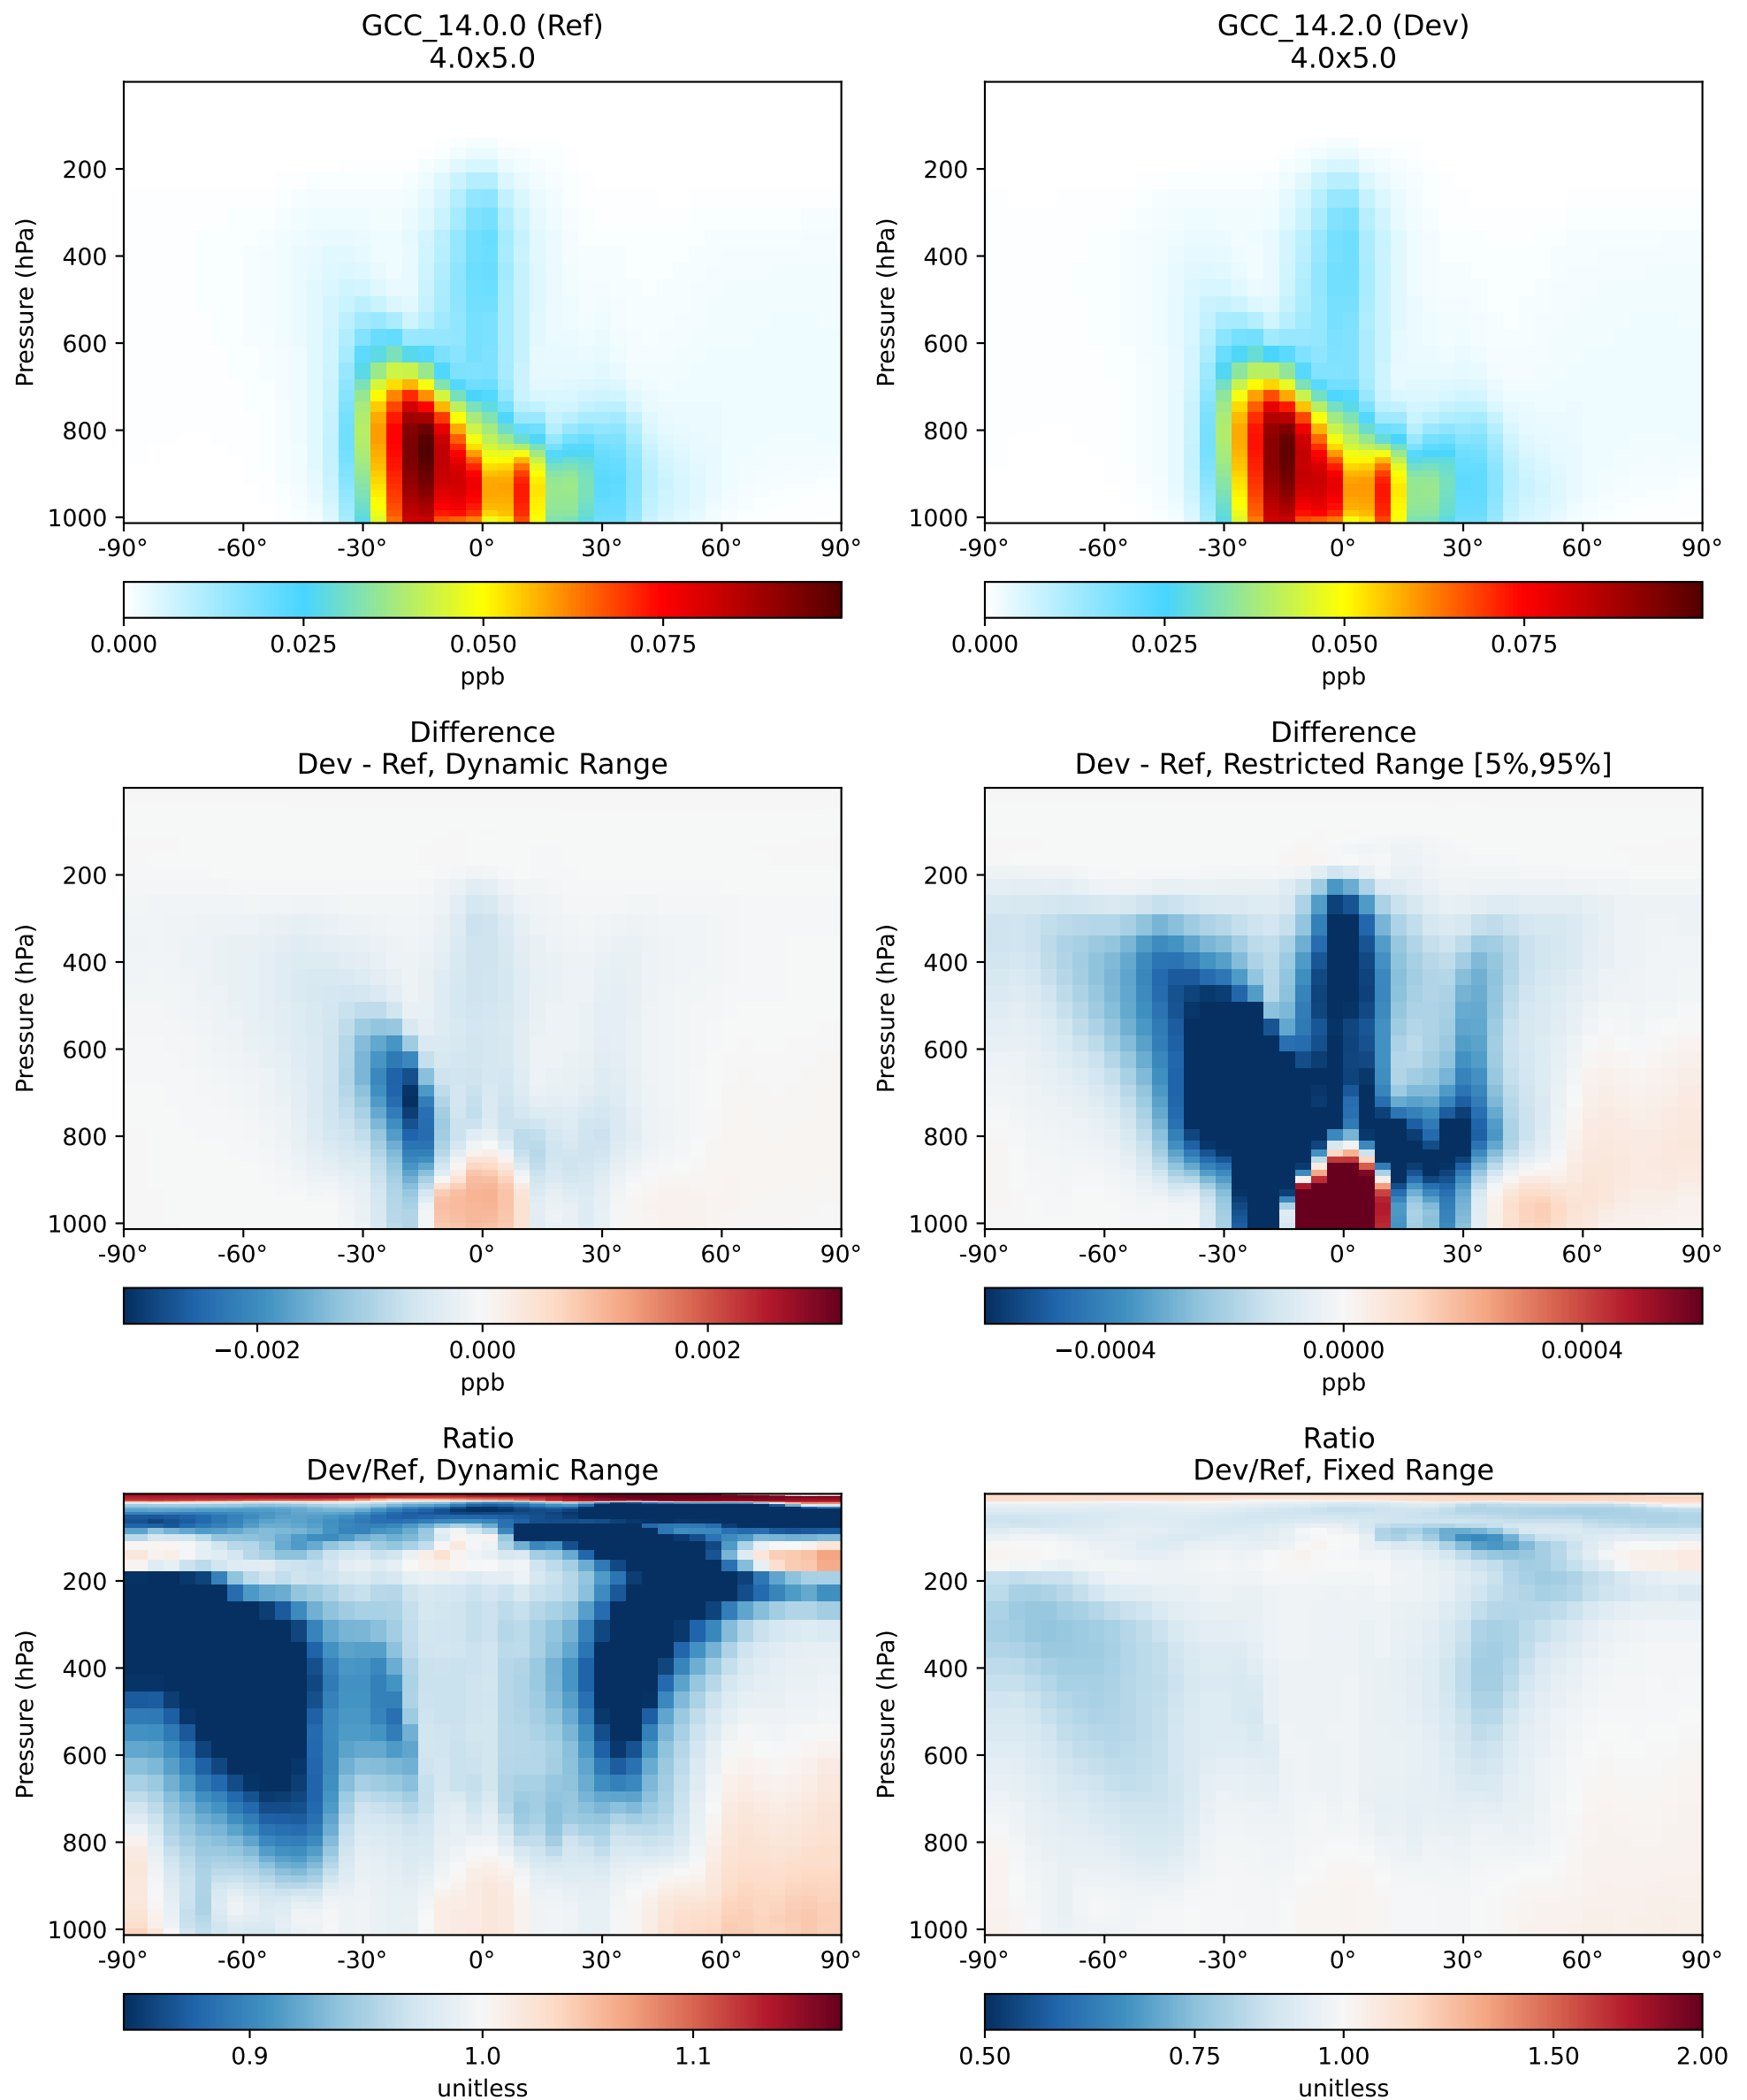 GCC_14.0.0 (Ref)
4.0x5.0
Pressure (hPa)
200
400
600
800
1000
-90° -60° -30° 0° 30° 60° 90°
0.000 0.025 0.050 0.075
ppb
GCC_14.2.0 (Dev)
4.0x5.0
Pressure (hPa)
200
400
600
800
1000
-90° -60° -30° 0° 30° 60° 90°
0.000 0.025 0.050 0.075
ppb
Difference
Dev - Ref, Dynamic Range
Pressure (hPa)
200
400
600
800
1000
-90° -60° -30° 0° 30° 60° 90°
−0.002 0.000 0.002
ppb
Difference
Dev - Ref, Restricted Range [5%,95%]
Pressure (hPa)
200
400
600
800
1000
-90° -60° -30° 0° 30° 60° 90°
−0.0004 0.0000 0.0004
ppb
Ratio
Dev/Ref, Dynamic Range
Pressure (hPa)
200
400
600
800
1000
-90° -60° -30° 0° 30° 60° 90°
0.9 1.0 1.1
unitless
Ratio
Dev/Ref, Fixed Range
Pressure (hPa)
200
400
600
800
1000
-90° -60° -30° 0° 30° 60° 90°
0.50 0.75 1.00 1.50 2.00
unitless